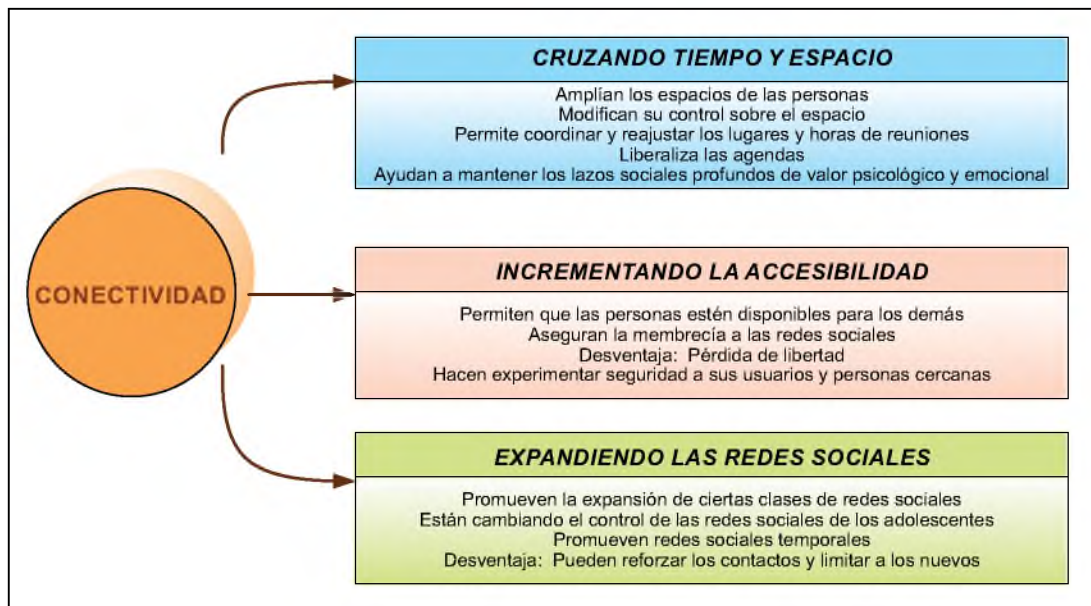 CONECTIVIDAD
CRUZANDO TIEMPO Y ESPACIO
Amplían los espacios de las personas
Modifican su control sobre el espacio
Permite coordinar y reajustar los lugares y horas de reuniones
Liberaliza las agendas
Ayudan a mantener los lazos sociales profundos de valor psicológico y emocional
INCREMENTANDO LA ACCESIBILIDAD
Permiten que las personas estén disponibles para los demás
Aseguran la membrecía a las redes sociales
Desventaja: Pérdida de libertad
Hacen experimentar seguridad a sus usuarios y personas cercanas
EXPANDIENDO LAS REDES SOCIALES
Promueven la expansión de ciertas clases de redes sociales
Están cambiando el control de las redes sociales de los adolescentes
Promueven redes sociales temporales
Desventaja: Pueden reforzar los contactos y limitar a los nuevos